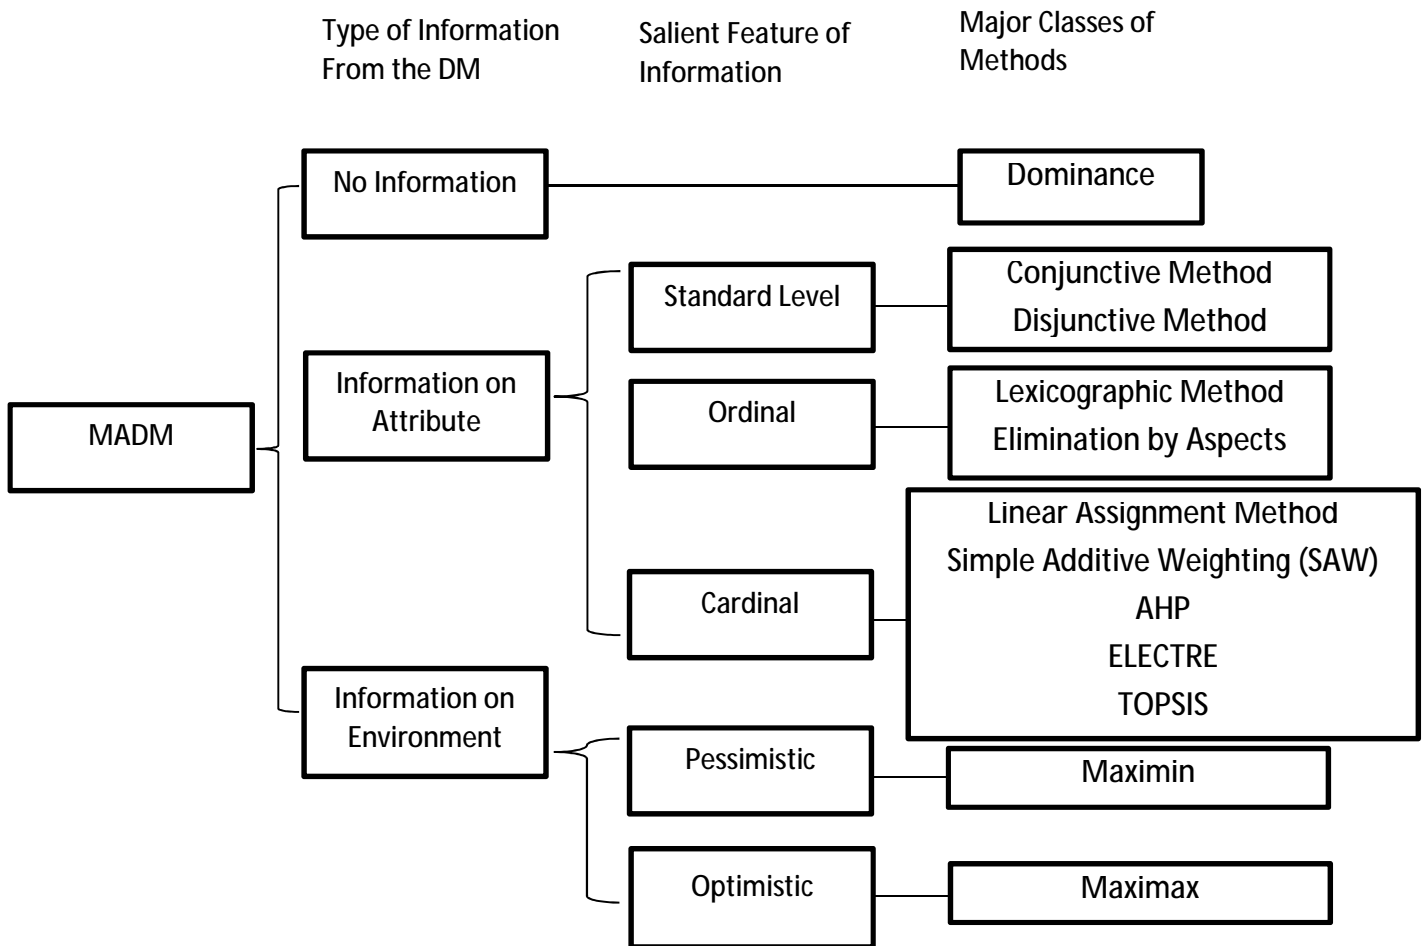 Type of Information
From the DM
Salient Feature of
Information
Major Classes of
Methods
No Information
Dominance
Standard Level
Conjunctive Method
Disjunctive Method
Information on
Attribute
Ordinal
Lexicographic Method
Elimination by Aspects
MADM
Cardinal
Linear Assignment Method
Simple Additive Weighting (SAW)
AHP
ELECTRE
TOPSIS
Information on
Environment
Pessimistic
Maximin
Optimistic
Maximax